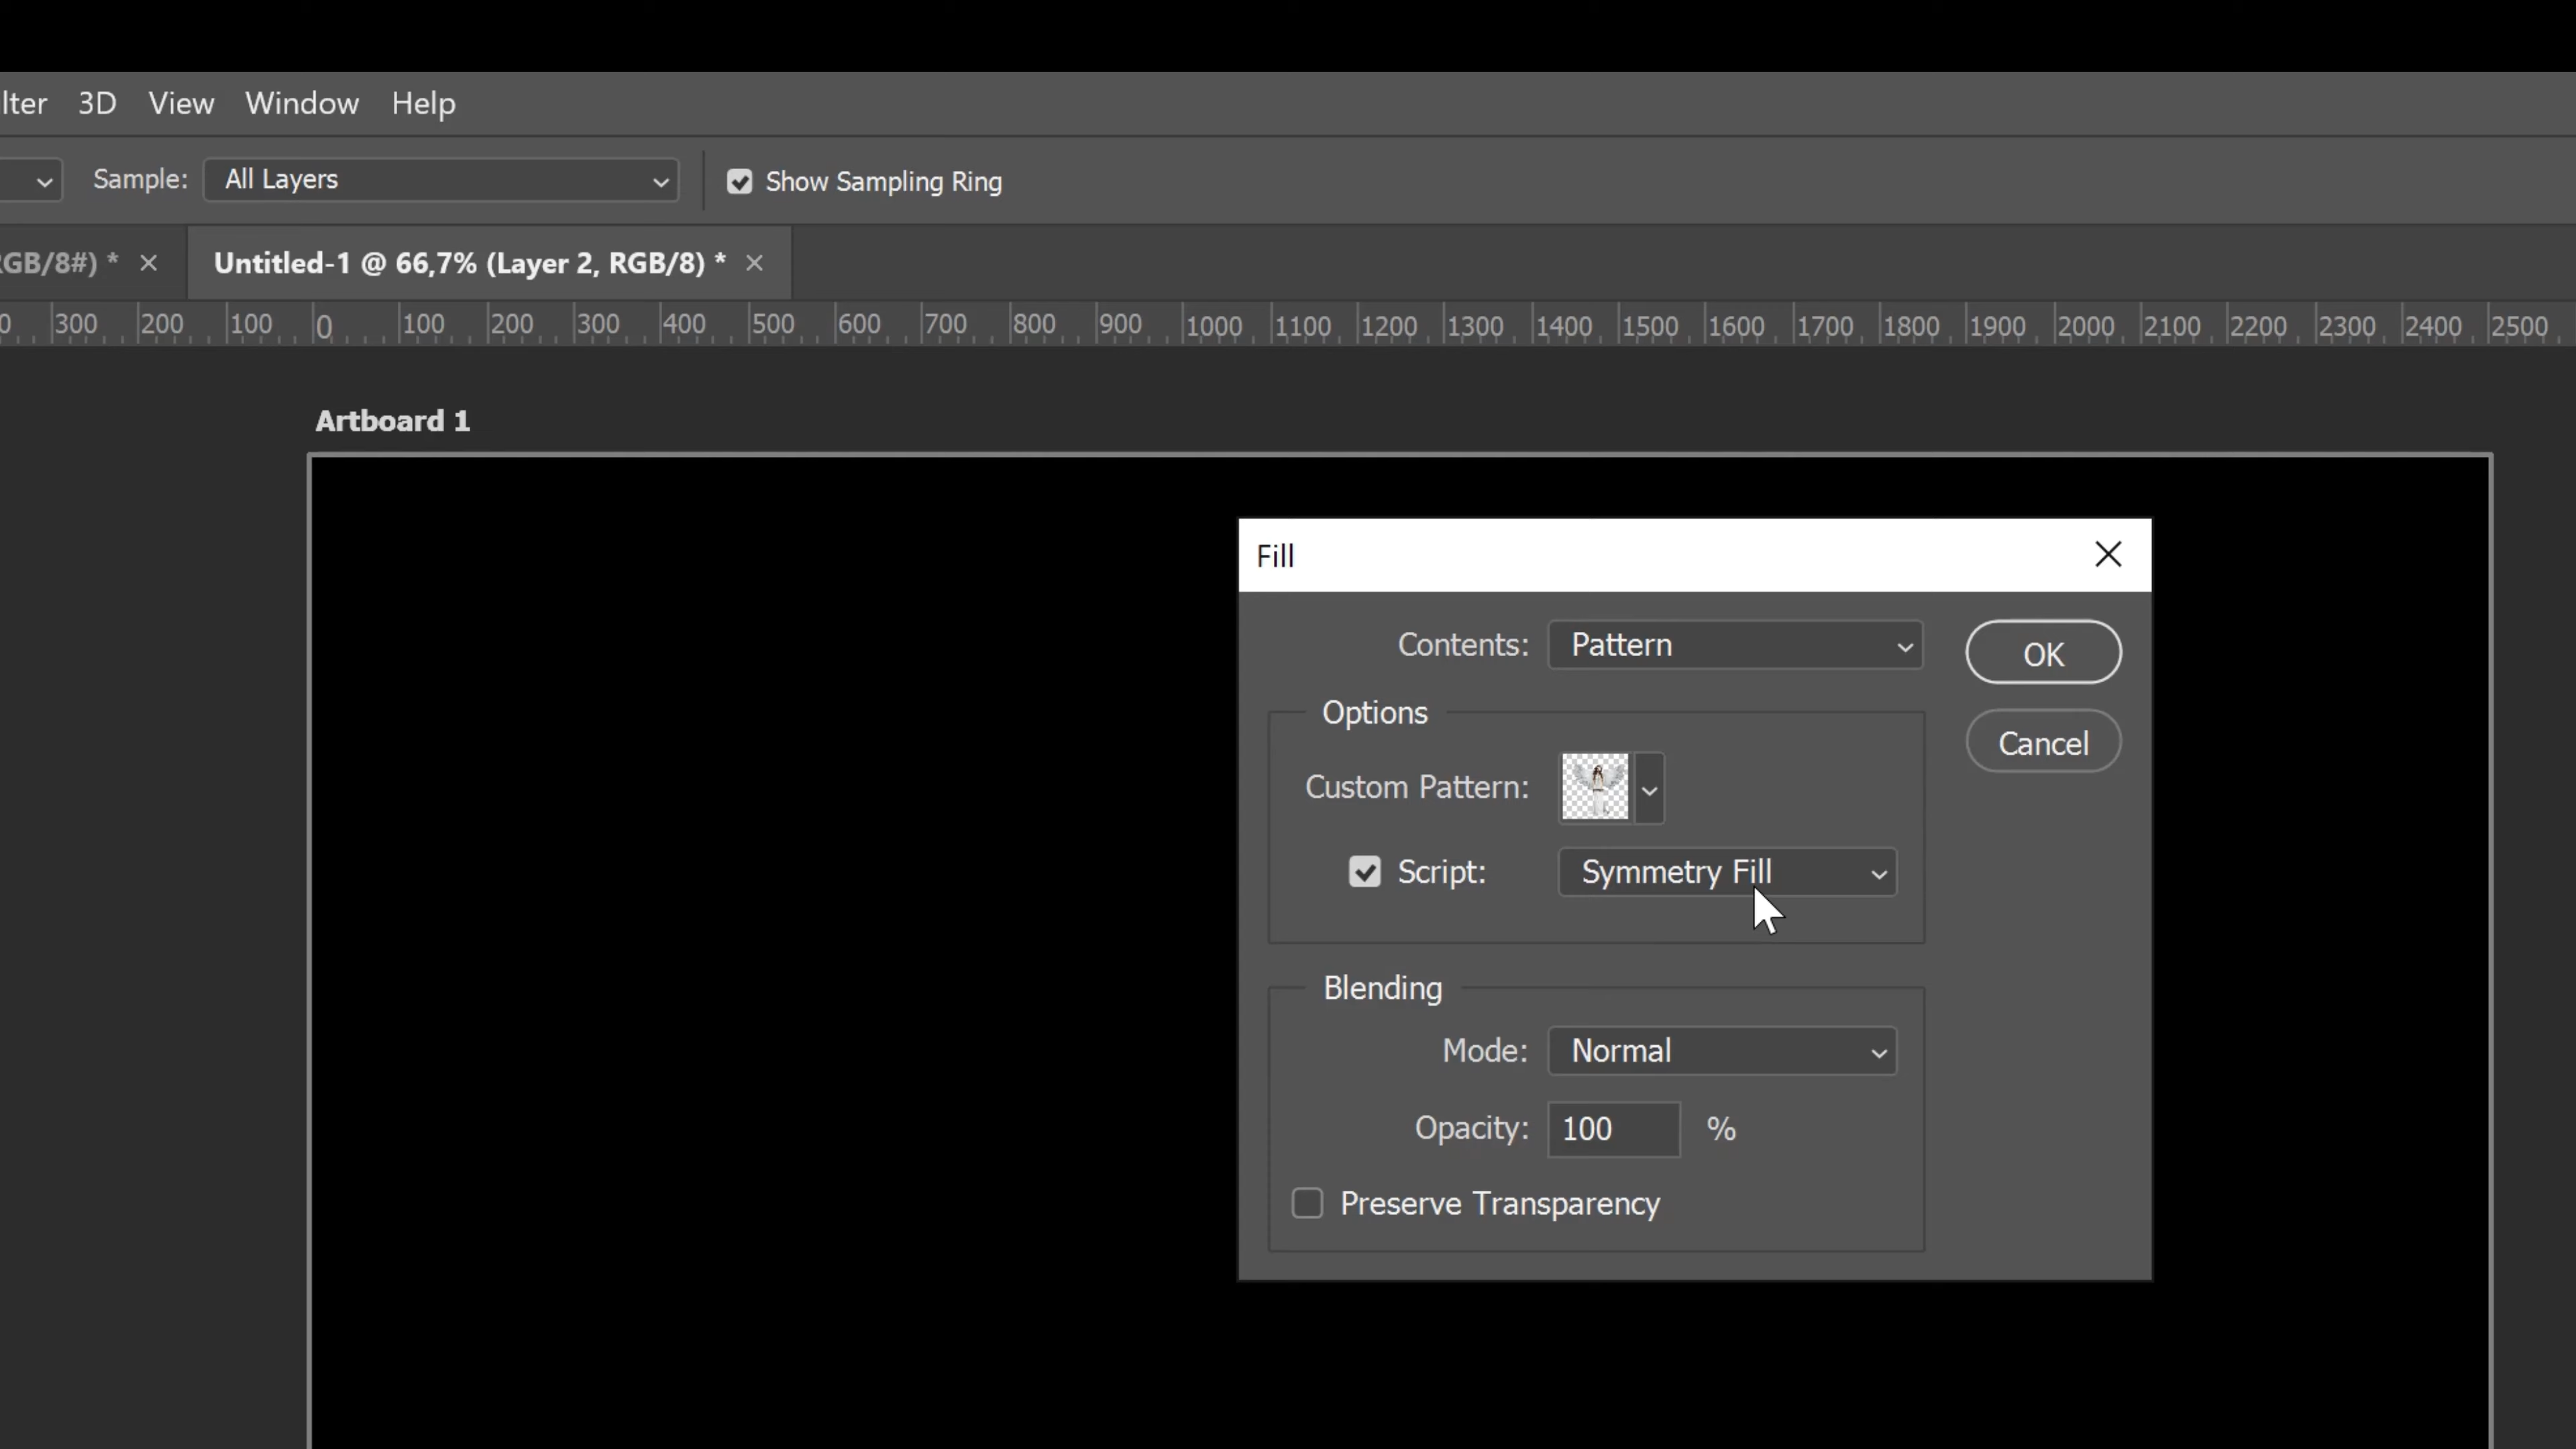 lter 3D View Window Help
Sample: All Layers Show Sampling Ring
RGB/8#) * Untitled-1 @ 66,7% (Layer 2, RGB/8) *
0 300 200 100 0 100 200 300 400 500 600 700 800 900 1000 1100 1200 1300 1400 1500 1600 1700 1800 1900 2000 2100 2200 2300 2400 2500
Artboard 1
Fill
Contents: Pattern OK
Options
Cancel
Custom Pattern:
Script: Symmetry Fill
Blending
Mode: Normal
Opacity: 100 %
Preserve Transparency